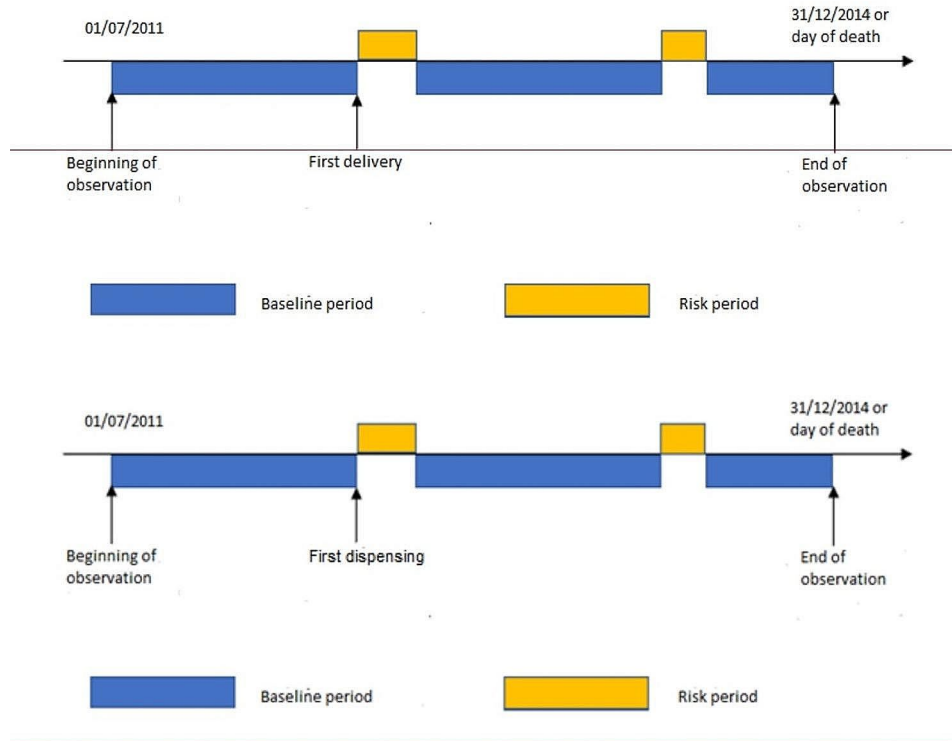 01/07/2011
31/12/2014 or
day of death
Beginning of
observation
First delivery
End of
observation
Baseline period
Risk period
01/07/2011
31/12/2014 or
day of death
Beginning of
observation
First dispensing
End of
observation
Baseline period
Risk period